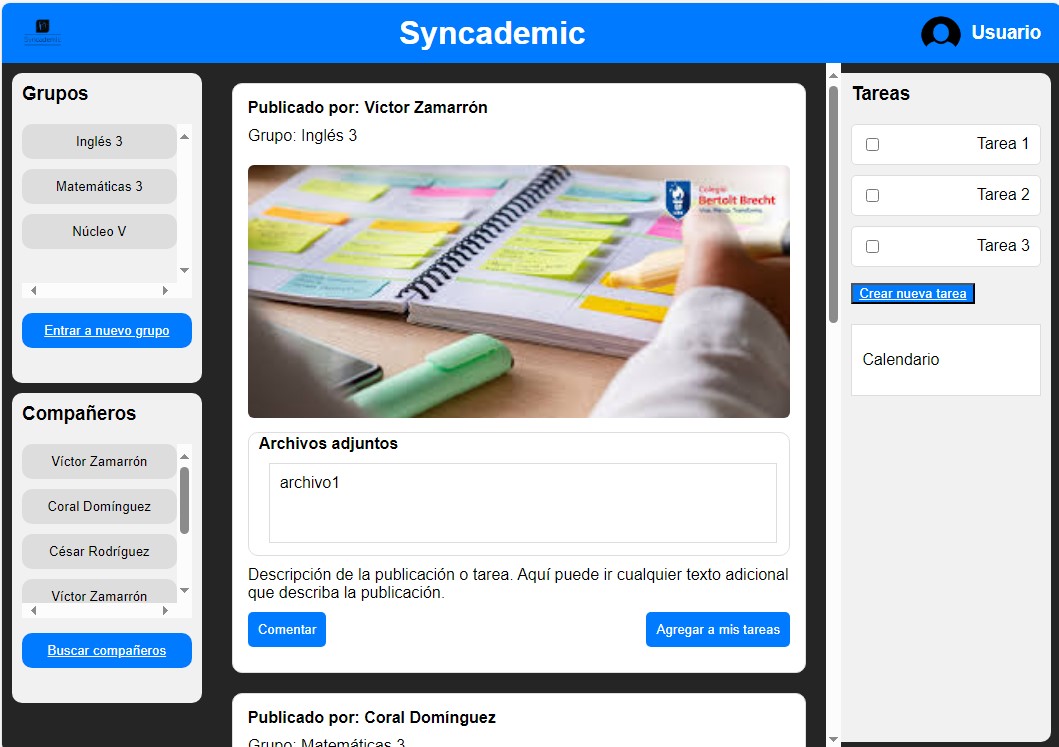 Syncademic
Syncademic
Usuario
Grupos
Inglés 3
Matemáticas 3
Núcleo V
Entrar a nuevo grupo
Compañeros
Víctor Zamarrón
Coral Domínguez
César Rodríguez
Víctor Zamarrón
Buscar compañeros
Publicado por: Víctor Zamarrón
Grupo: Inglés 3
Colegio
Bertolt Brecht
Archivos adjuntos
archivo1
Descripción de la publicación o tarea. Aquí puede ir cualquier texto adicional
que describa la publicación.
Comentar
Agregar a mis tareas
Publicado por: Coral Domínguez
Grupo: Matemáticas 3
Tareas
Tarea 1
Tarea 2
Tarea 3
Crear nueva tarea
Calendario